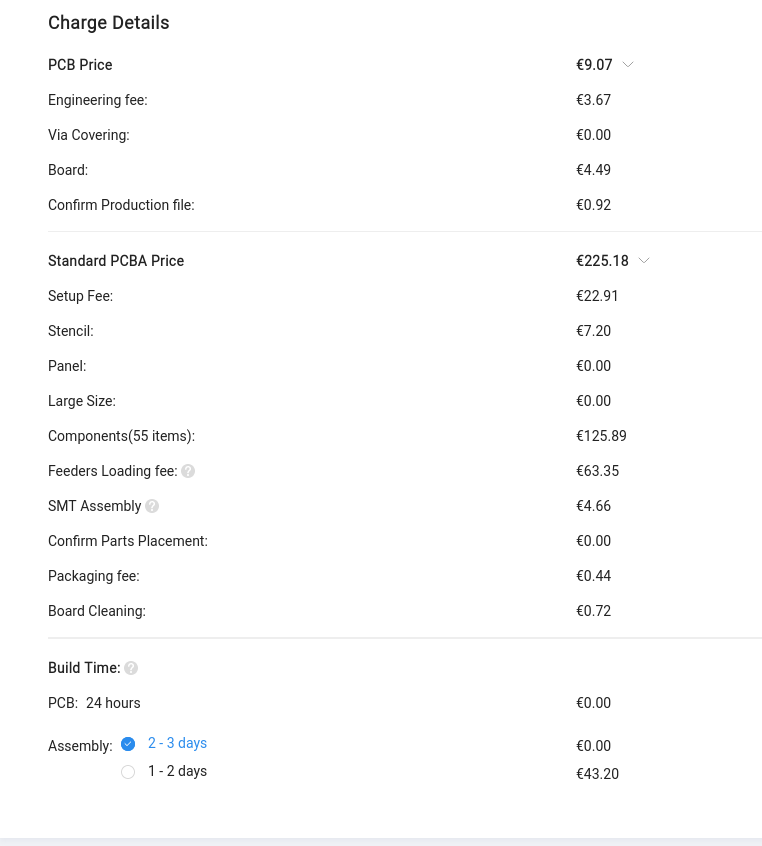 Charge Details
PCB Price €9.07
Engineering fee: €3.67
Via Covering: €0.00
Board: €4.49
Confirm Production file: €0.92
Standard PCBA Price €225.18
Setup Fee: €22.91
Stencil: €7.20
Panel: €0.00
Large Size: €0.00
Components(55 items): €125.89
Feeders Loading fee: ? €63.35
SMT Assembly ? €4.66
Confirm Parts Placement: €0.00
Packaging fee: €0.44
Board Cleaning: €0.72
Build Time: ?
PCB: 24 hours €0.00
Assembly: 2 - 3 days €0.00
1 - 2 days €43.20